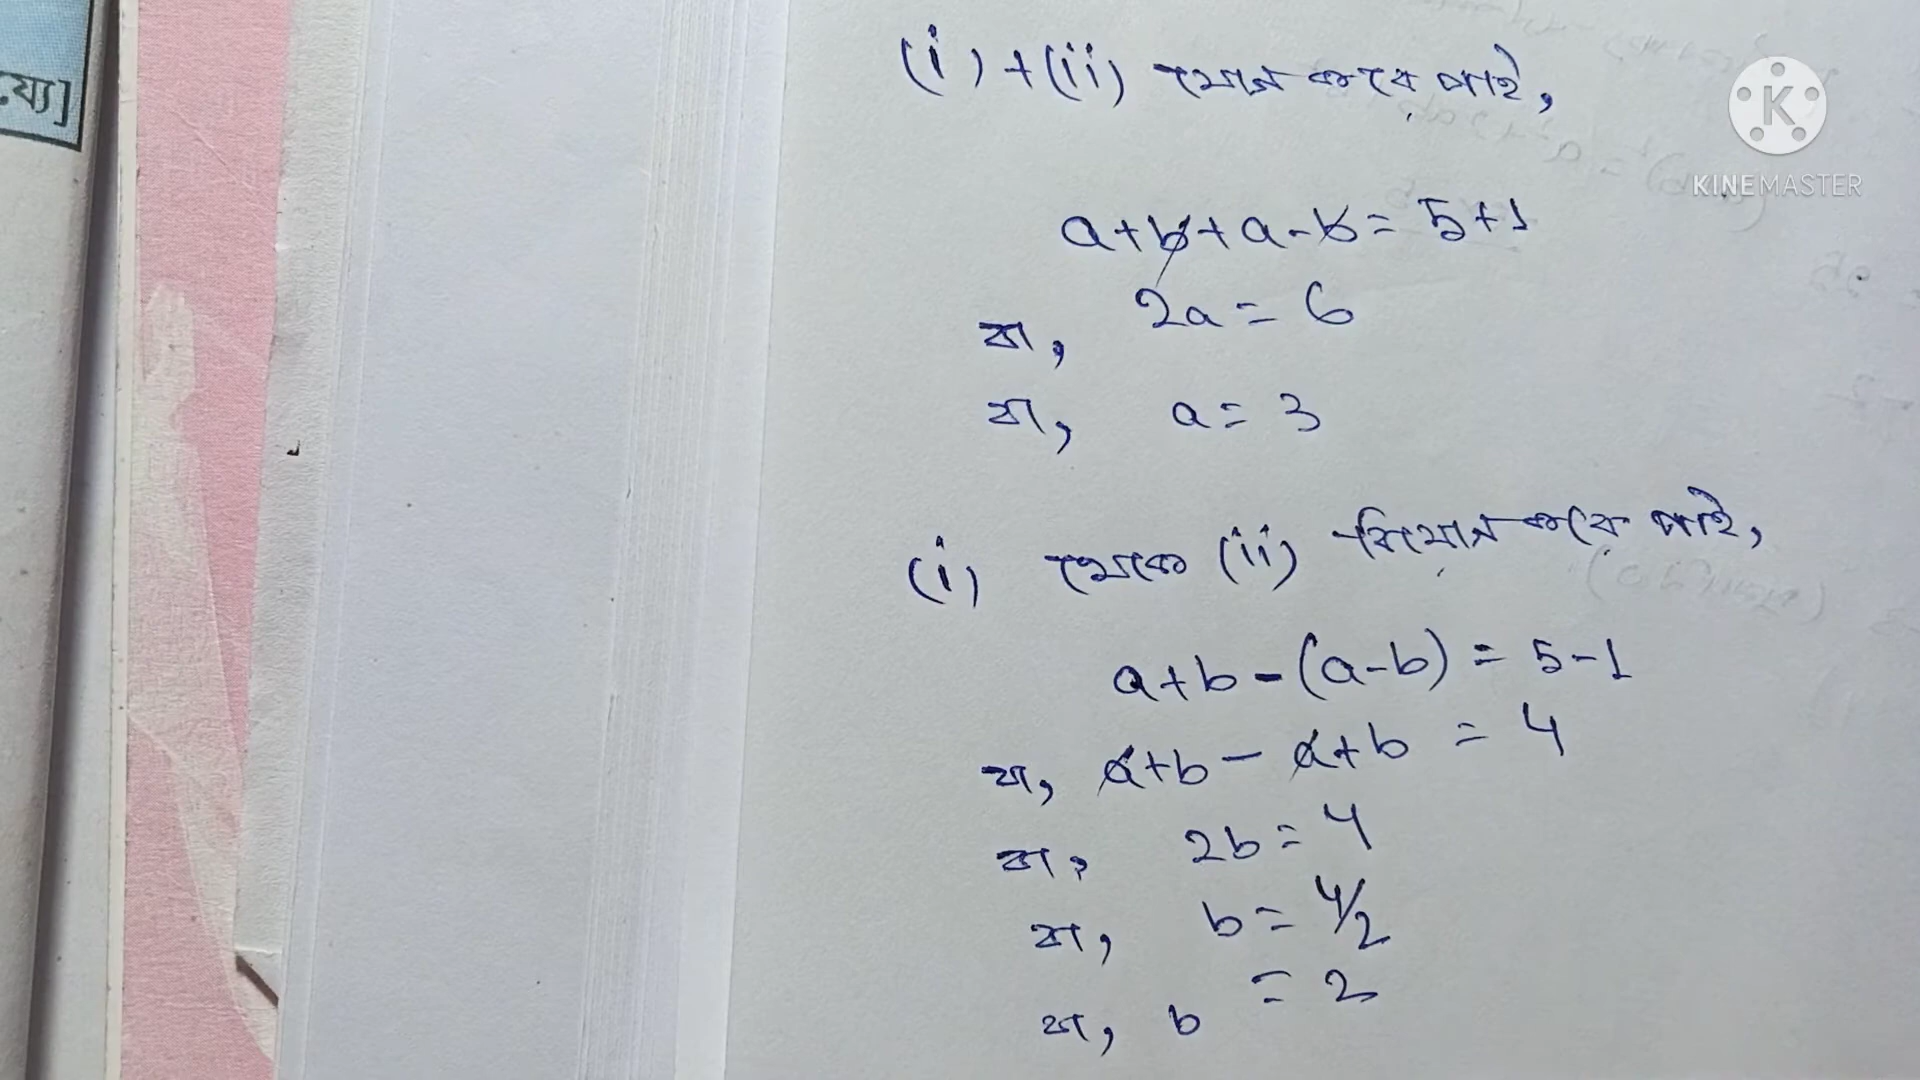 য্যে]
KINEMASTER
(i) + (ii) যোগ করে পাই,
a+b+a-b= 5+1
বা, 2a= 6
বা, a= 3
(i) থেকে (ii) বিয়োগ করে পাই,
a+b-(a-b) = 5-1
বা, a+b- a+b = 4
বা, 2b= 4
বা, b= 4/2
বা, b = 2